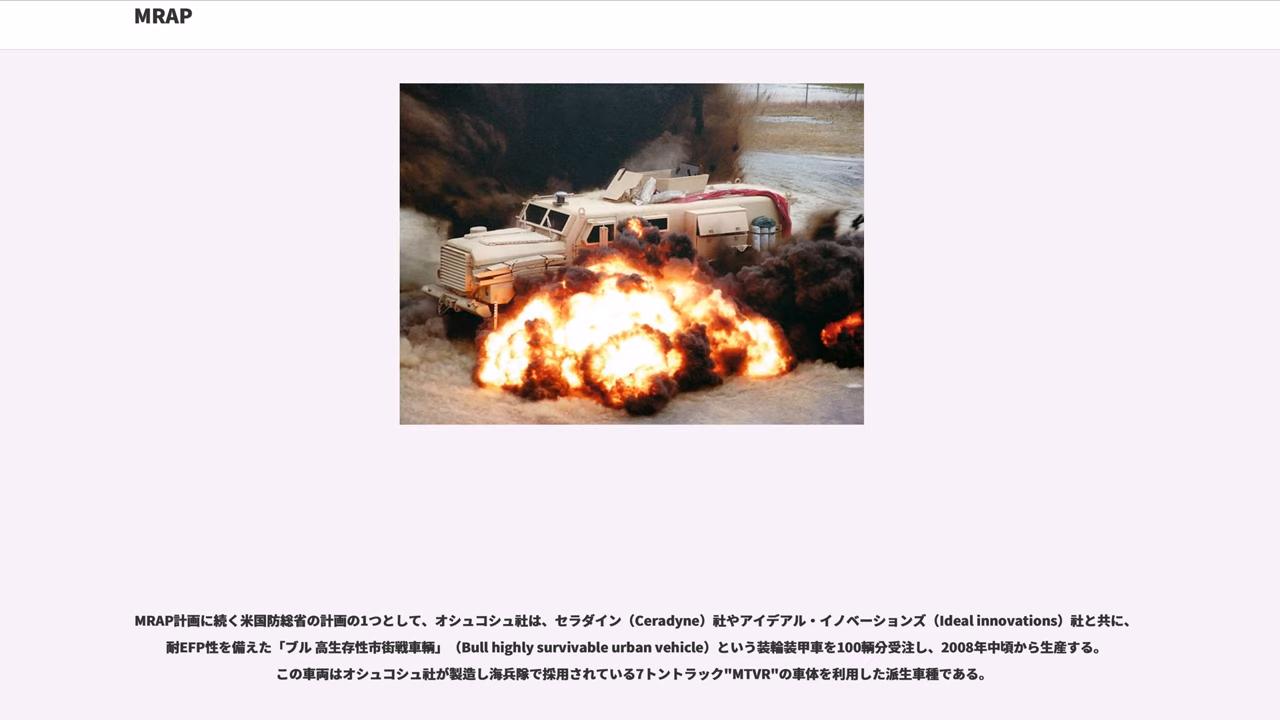 MRAP
MRAP計画に続く米国防総省の計画の1つとして、オシュコシュ社は、セラダイン（Ceradyne）社やアイデアル・イノベーションズ（Ideal innovations）社と共に、
耐EFP性を備えた「ブル 高生存性市街戦車輌」（Bull highly survivable urban vehicle）という装輪装甲車を100輌分受注し、2008年中頃から生産する。
この車両はオシュコシュ社が製造し海兵隊で採用されている7トントラック"MTVR"の車体を利用した派生車種である。